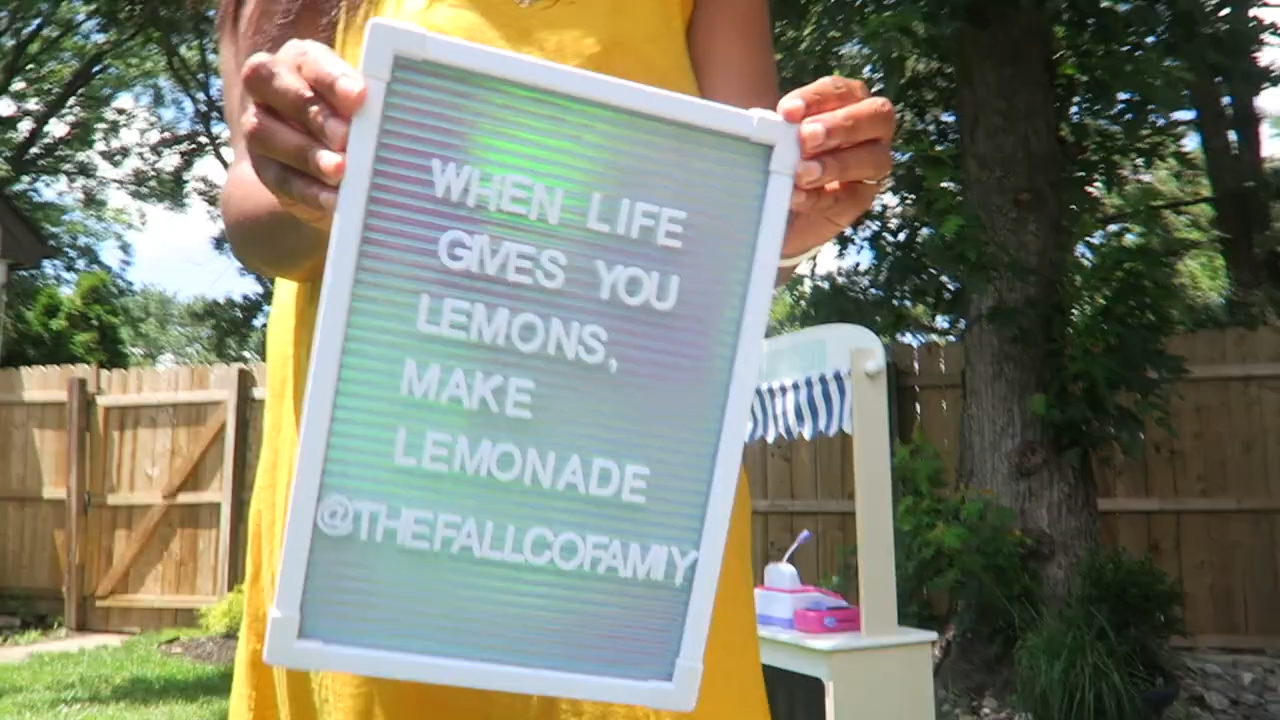 WHEN LIFE
GIVES YOU
LEMONS,
MAKE
LEMONADE
@THEFALLCOFAMIY